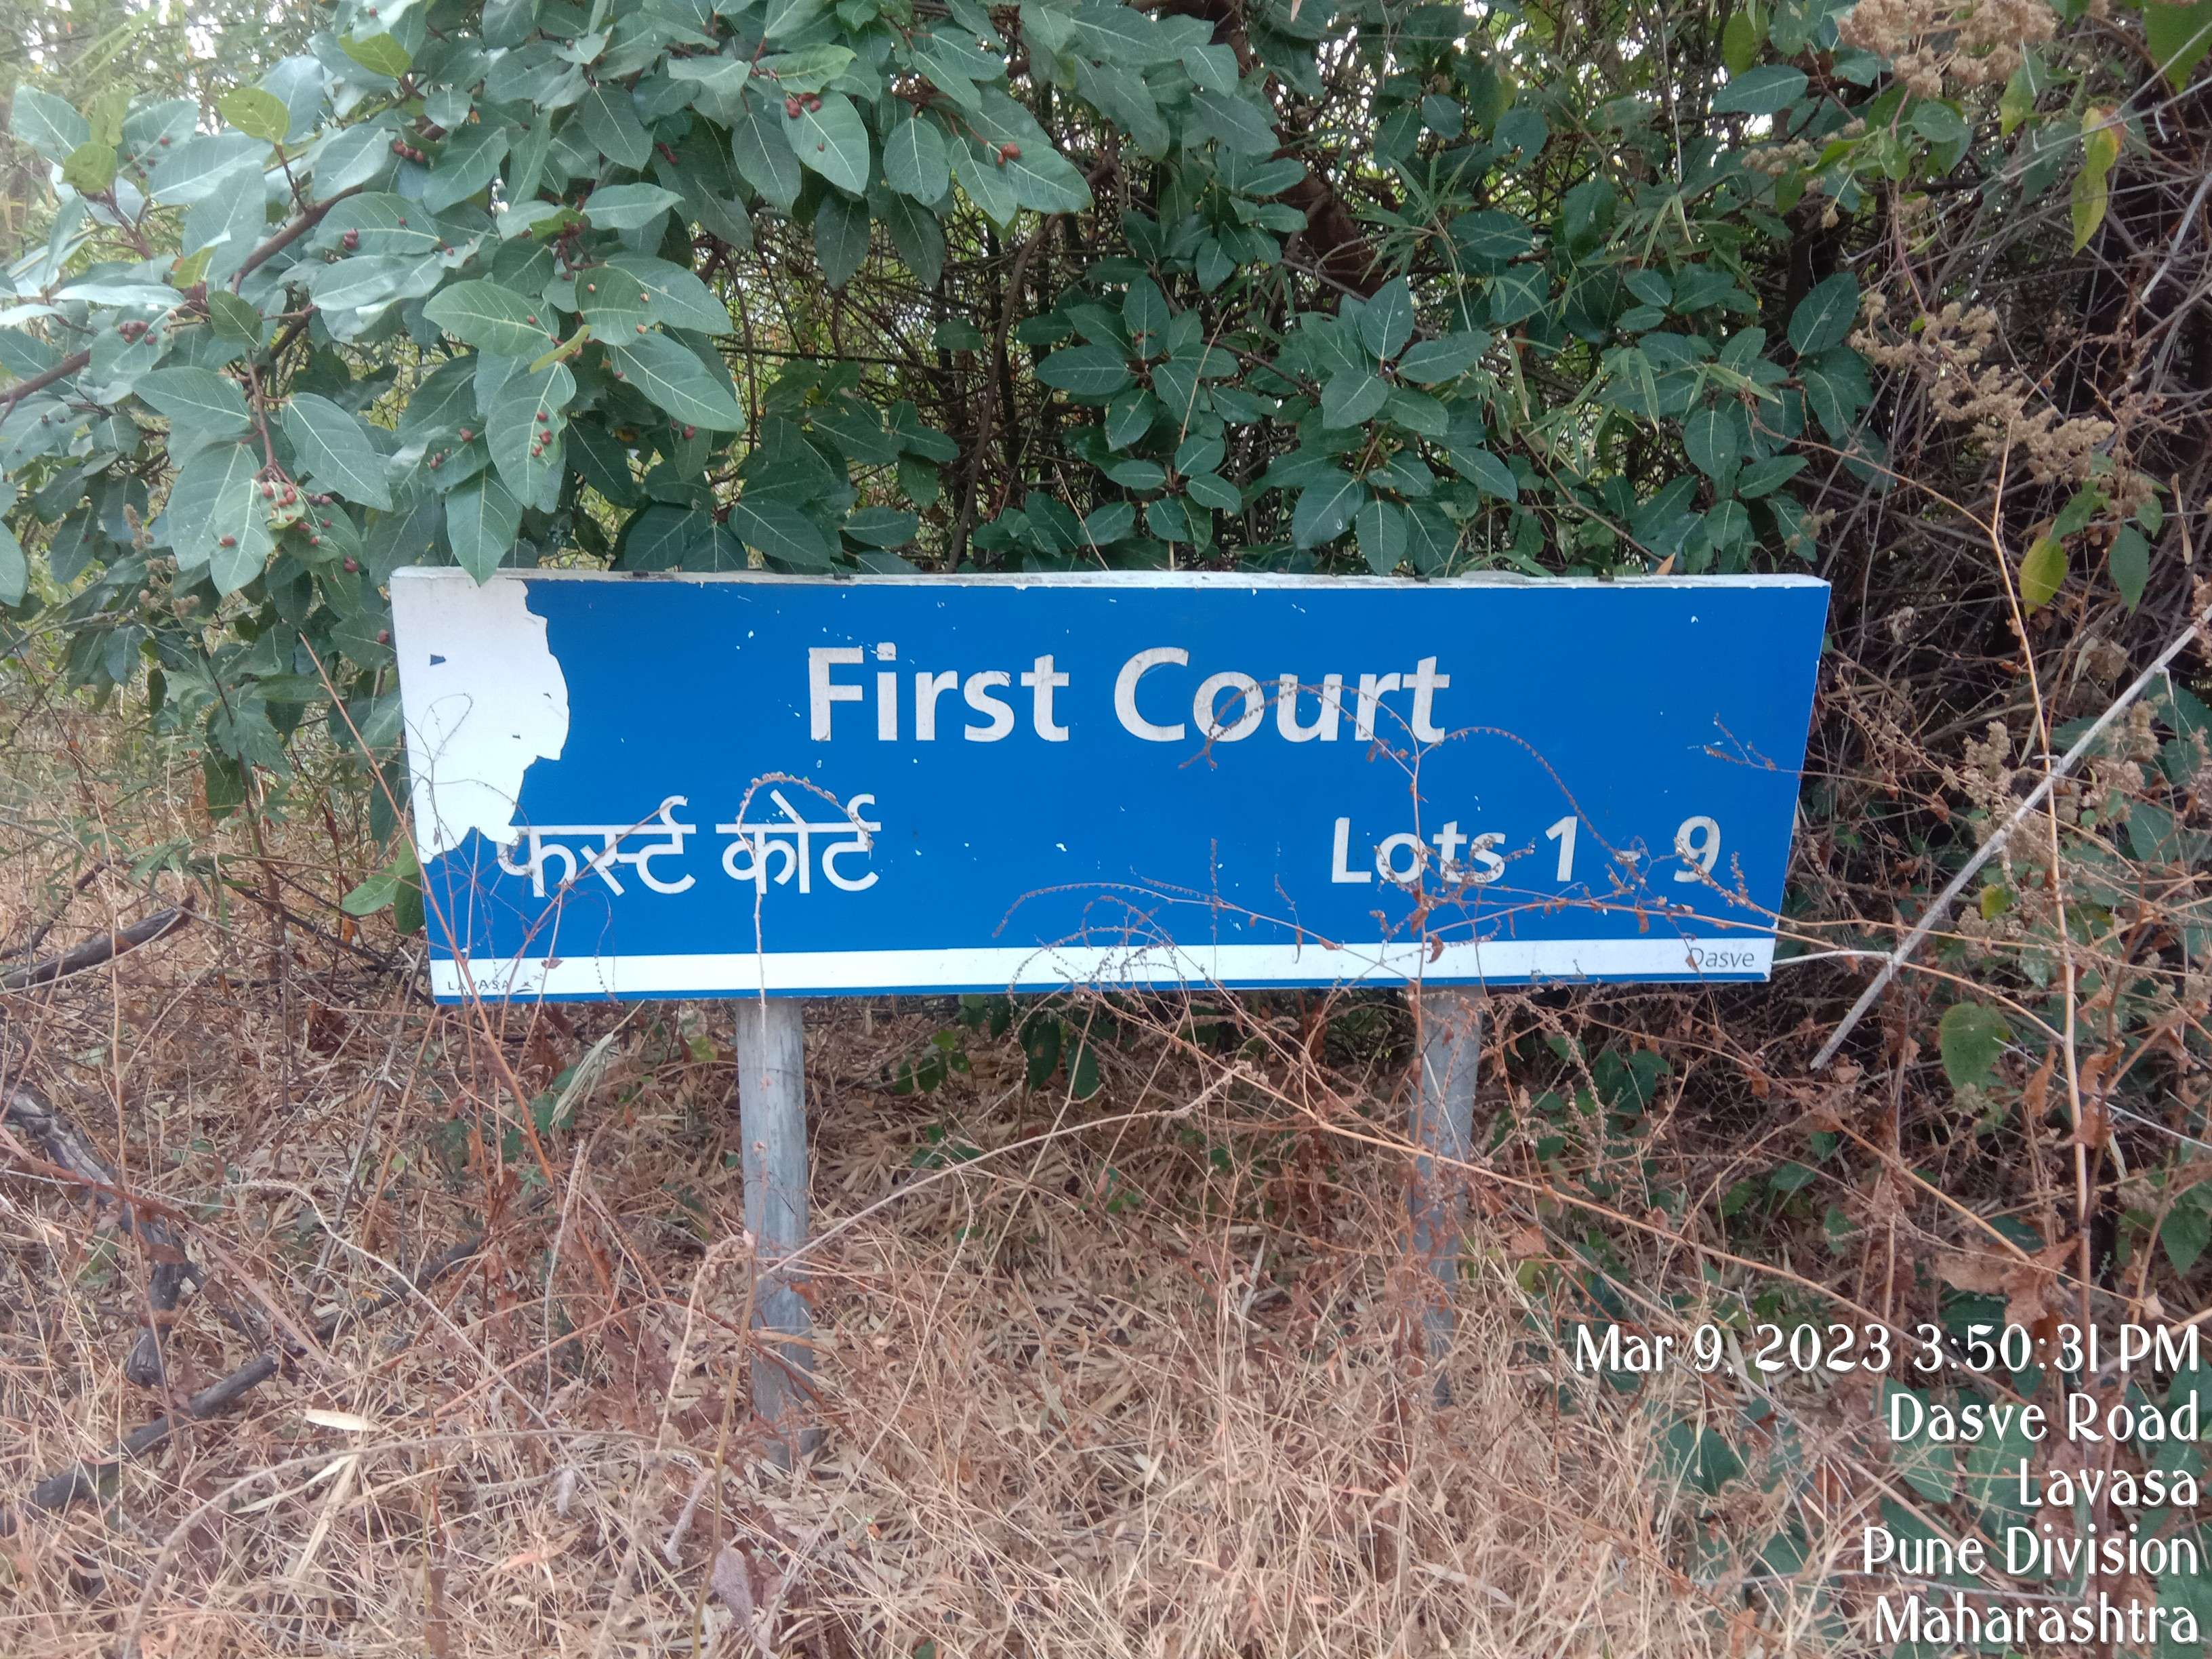 First Court
फर्स्ट कोर्ट
Lots 1 9
Dasve
LAVASA
Mar 9, 2023 3:50:31 PM
Dasve Road
Lavasa
Pune Division
Maharashtra